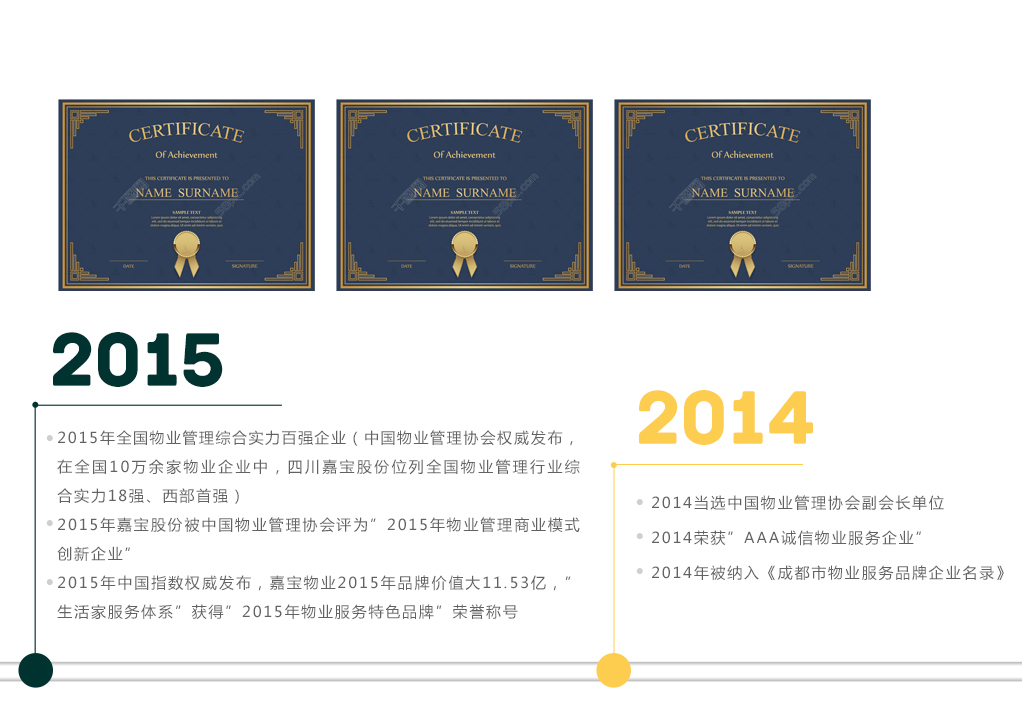 CERTIFICATE
Of Achievement
THIS CERTIFICATE IS PRESENTED TO
NAME SURNAME
SAMPLE TEXT
DATE
SIGNATURE
CERTIFICATE
Of Achievement
THIS CERTIFICATE IS PRESENTED TO
NAME SURNAME
SAMPLE TEXT
DATE
SIGNATURE
CERTIFICATE
Of Achievement
THIS CERTIFICATE IS PRESENTED TO
NAME SURNAME
SAMPLE TEXT
DATE
SIGNATURE
2015
2015年全国物业管理综合实力百强企业（中国物业管理协会权威发布，
在全国10万余家物业企业中，四川嘉宝股份位列全国物业管理行业综
合实力18强、西部首强）
2015年嘉宝股份被中国物业管理协会评为”2015年物业管理商业模式
创新企业“
2015年中国指数权威发布，嘉宝物业2015年品牌价值大11.53亿，“
生活家服务体系”获得”2015年物业服务特色品牌”荣誉称号
2014
2014当选中国物业管理协会副会长单位
2014荣获”AAA诚信物业服务企业”
2014年被纳入《成都市物业服务品牌企业名录》